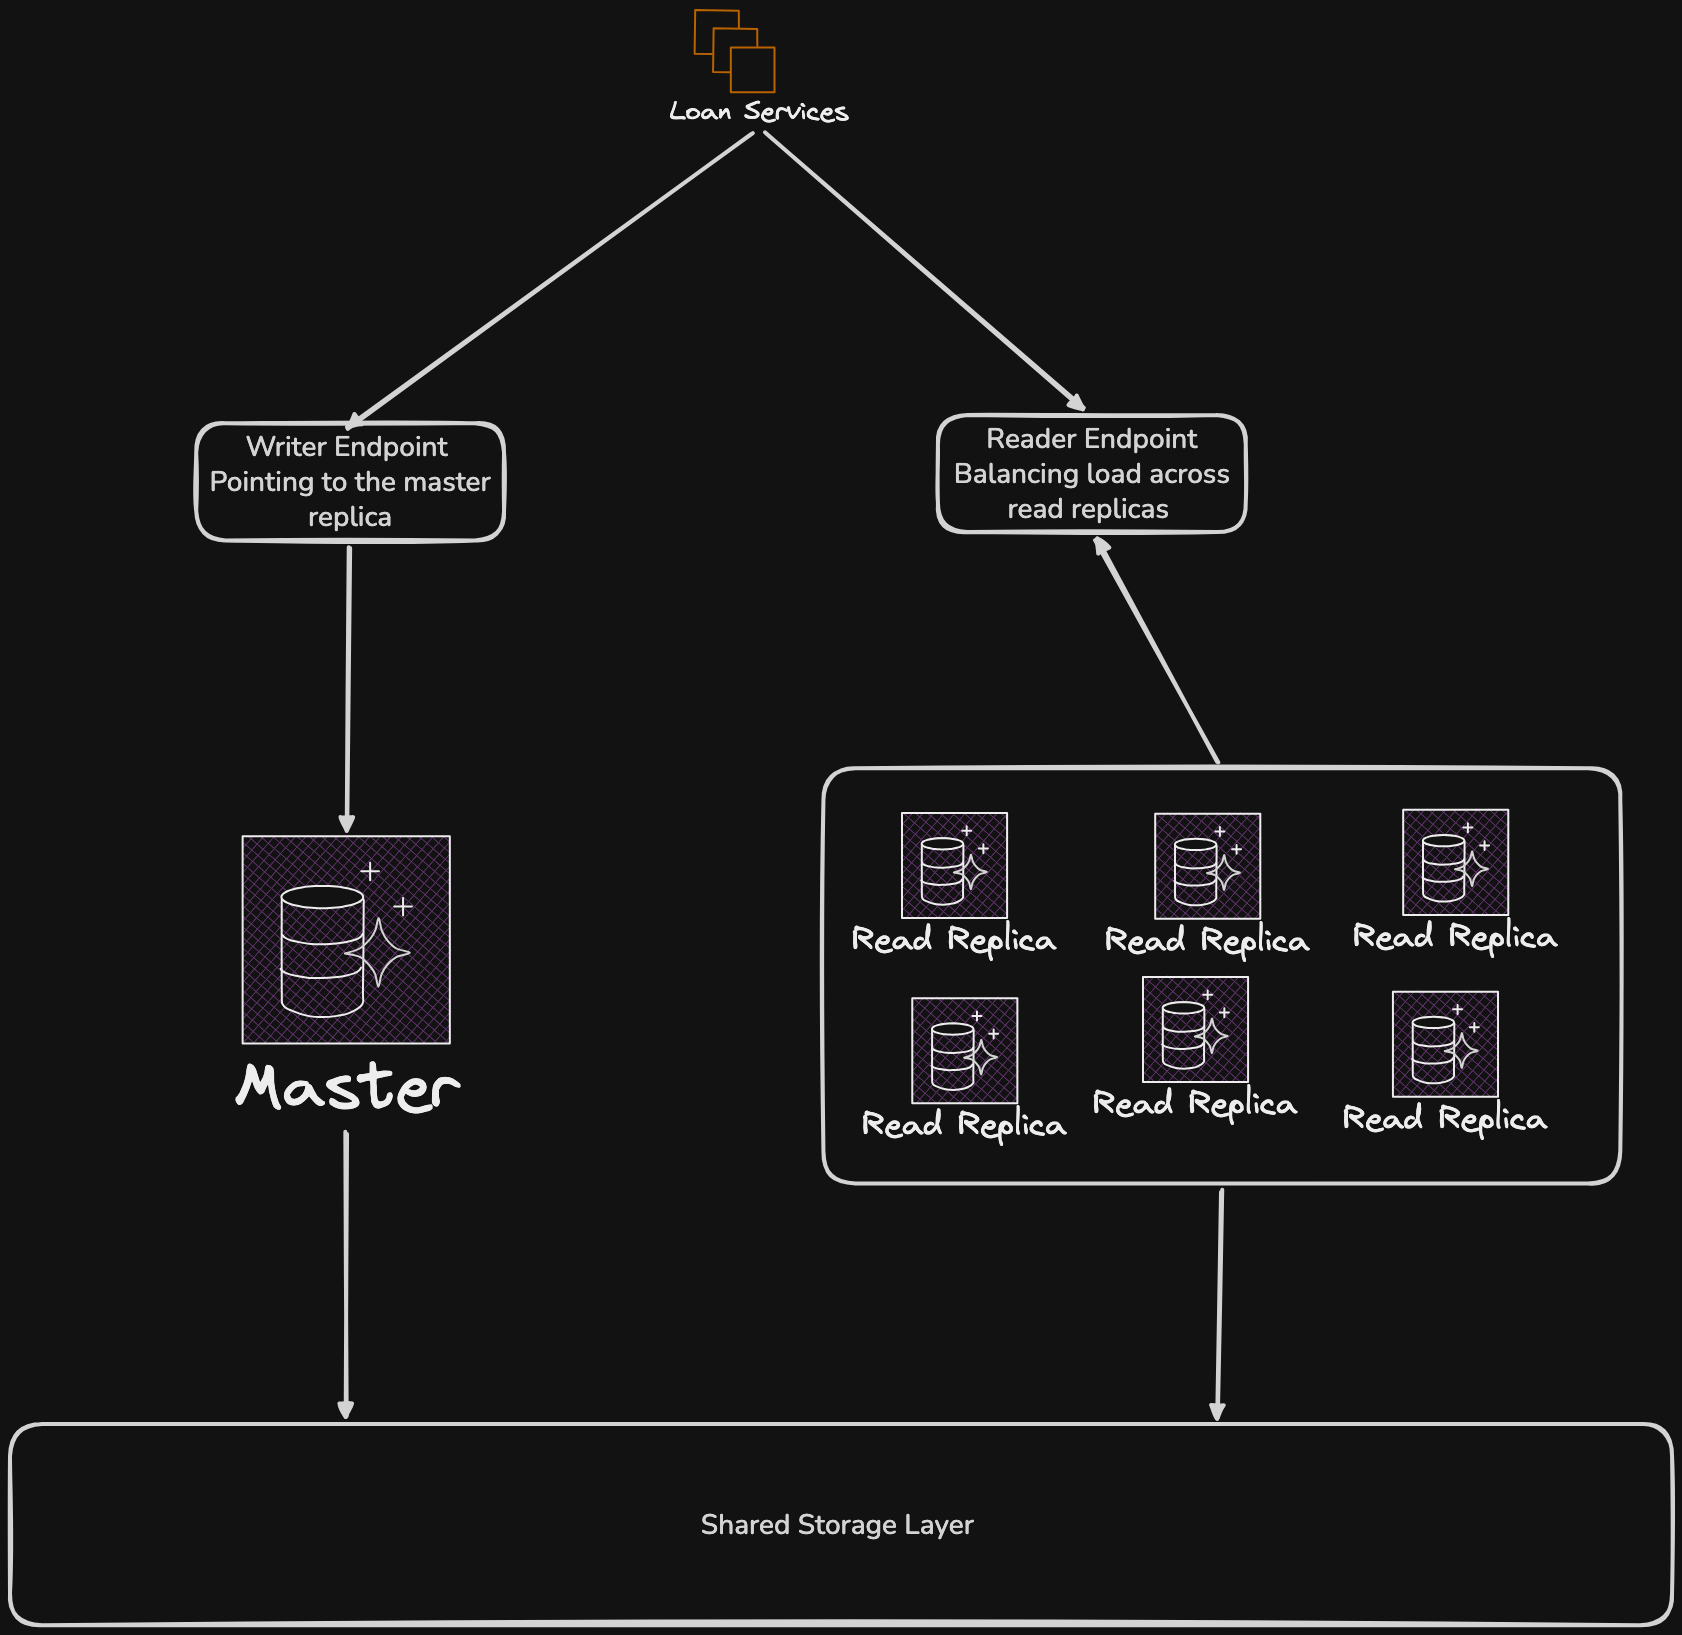 Loan Services
Writer Endpoint
Pointing to the master
replica
Reader Endpoint
Balancing load across
read replicas
Master
Read Replica
Read Replica
Read Replica
Read Replica
Read Replica
Read Replica
Shared Storage Layer